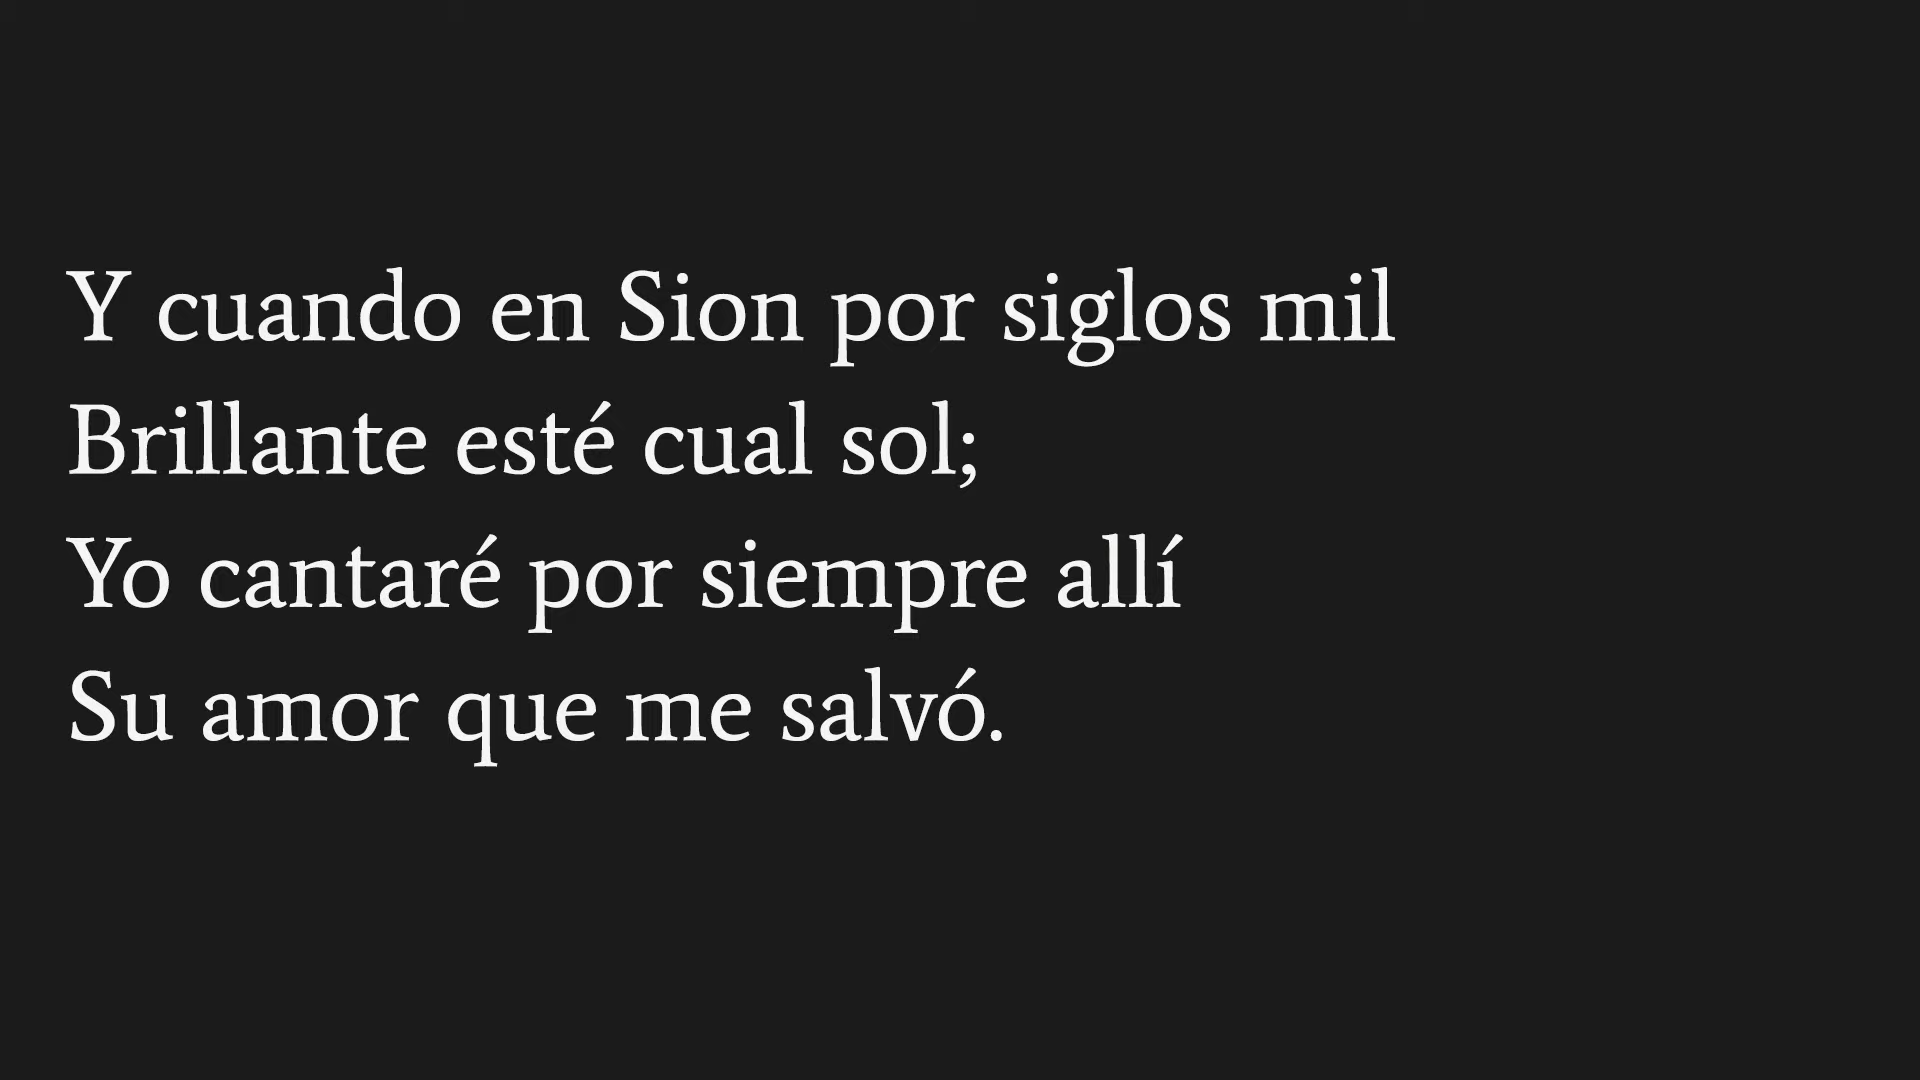 Y cuando en Sion por siglos mil
Brillante esté cual sol;
Yo cantaré por siempre allí
Su amor que me salvó.